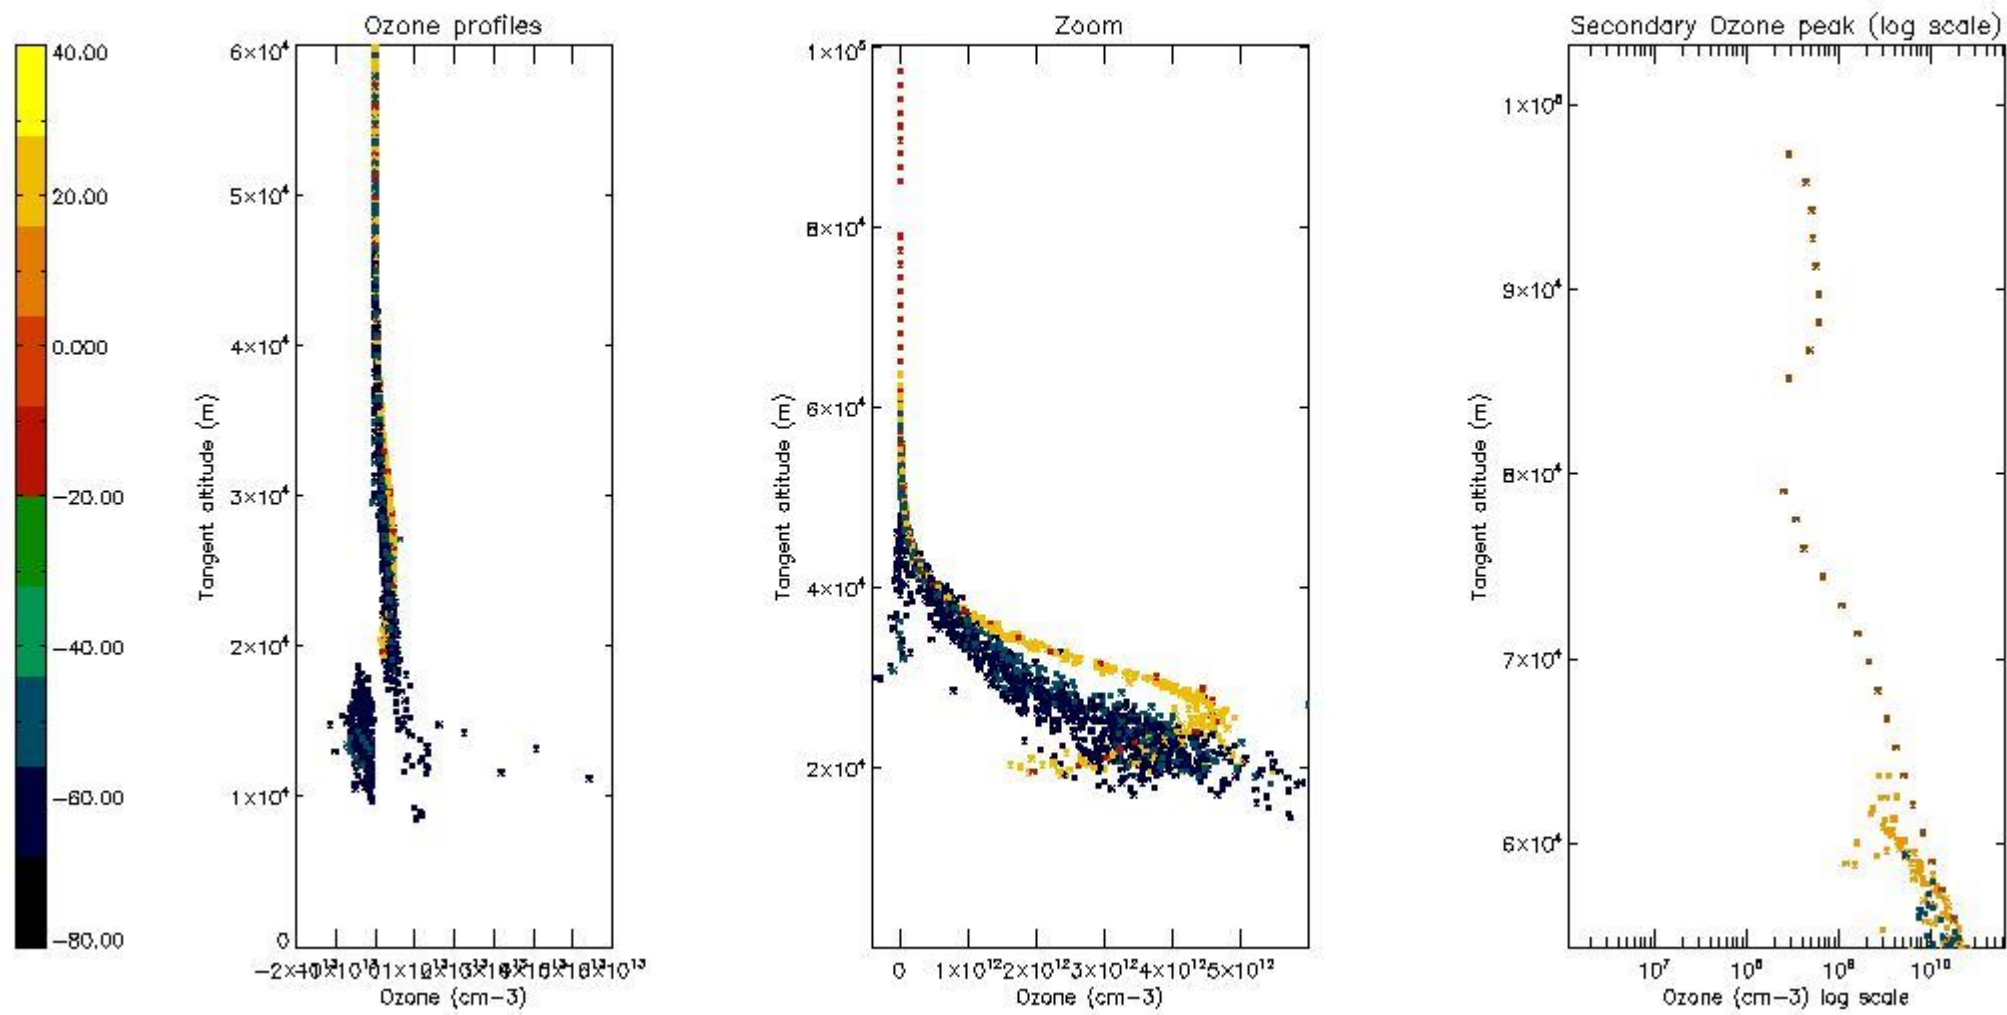 Ozone profiles
Zoom
Secondary Ozone peak (log scale)
40.00
20.00
0.000
−20.00
−40.00
−60.00
−80.00
6×10⁴
5×10⁴
4×10⁴
3×10⁴
2×10⁴
1×10⁴
0
Tangent altitude (m)
Ozone (cm−3)
1×10⁵
8×10⁴
6×10⁴
4×10⁴
2×10⁴
Tangent altitude (m)
0 1×10¹² 2×10¹² 3×10¹² 4×10¹² 5×10¹²
Ozone (cm−3)
9×10⁴
8×10⁴
7×10⁴
6×10⁴
Tangent altitude (m)
10⁷ 10⁸ 10⁹ 10¹⁰
Ozone (cm−3) log scale